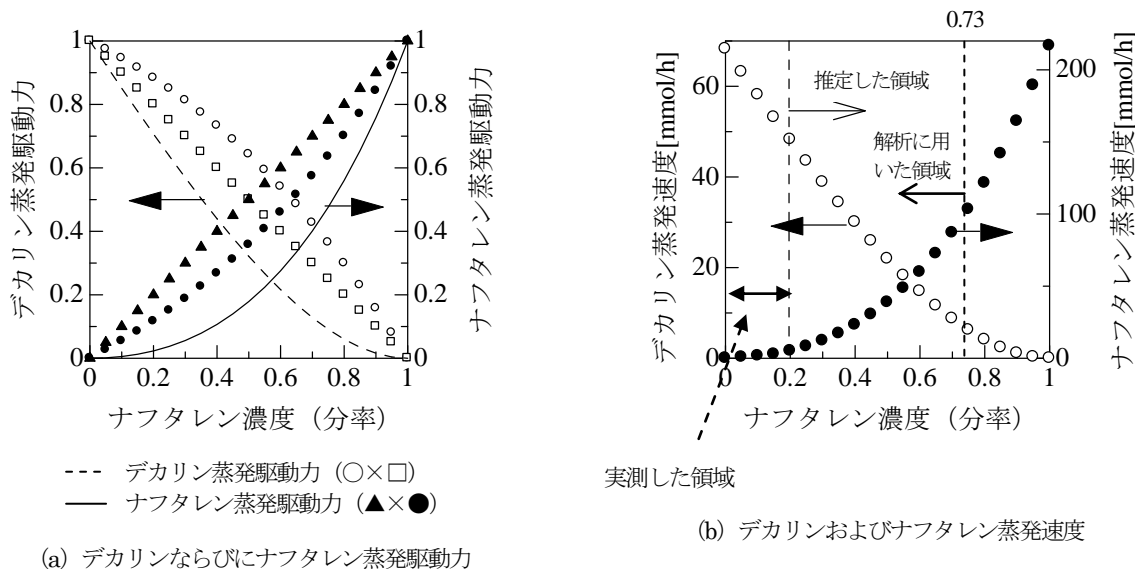 デカリン蒸発駆動力
1
0.8
0.6
0.4
0.2
0
0 0.2 0.4 0.6 0.8 1
1
0.8
0.6
0.4
0.2
0
ナフタレン蒸発駆動力
ナフタレン濃度（分率）
デカリン蒸発駆動力（○×□）
ナフタレン蒸発駆動力（▲×●）
(a) デカリンならびにナフタレン蒸発駆動力
0.73
デカリン蒸発速度[mmol/h]
60
40
20
0
0 0.2 0.4 0.6 0.8 1
200
100
0
ナフタレン蒸発速度[mmol/h]
推定した領域
解析に用
いた領域
ナフタレン濃度（分率）
実測した領域
(b) デカリンおよびナフタレン蒸発速度